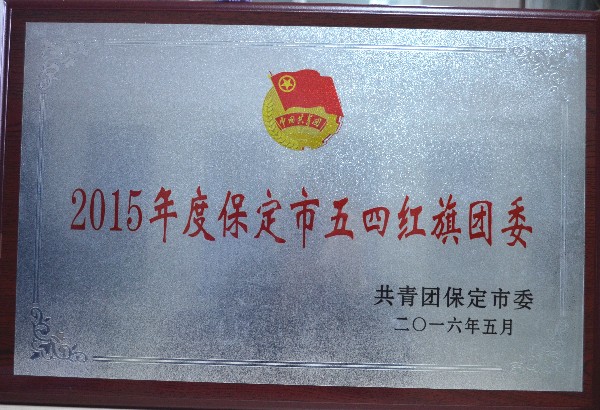 中国共青团
2015年度保定市五四红旗团委
共青团保定市委
二〇一六年五月